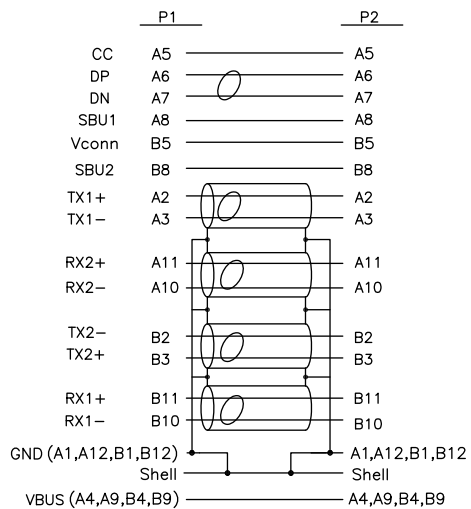 P1 P2
CC A5 A5
DP A6 A6
DN A7 A7
SBU1 A8 A8
Vconn B5 B5
SBU2 B8 B8
TX1+ A2 A2
TX1- A3 A3
RX2+ A11 A11
RX2- A10 A10
TX2- B2 B2
TX2+ B3 B3
RX1+ B11 B11
RX1- B10 B10
GND (A1,A12,B1,B12) A1,A12,B1,B12
Shell Shell
VBUS (A4,A9,B4,B9) A4,A9,B4,B9